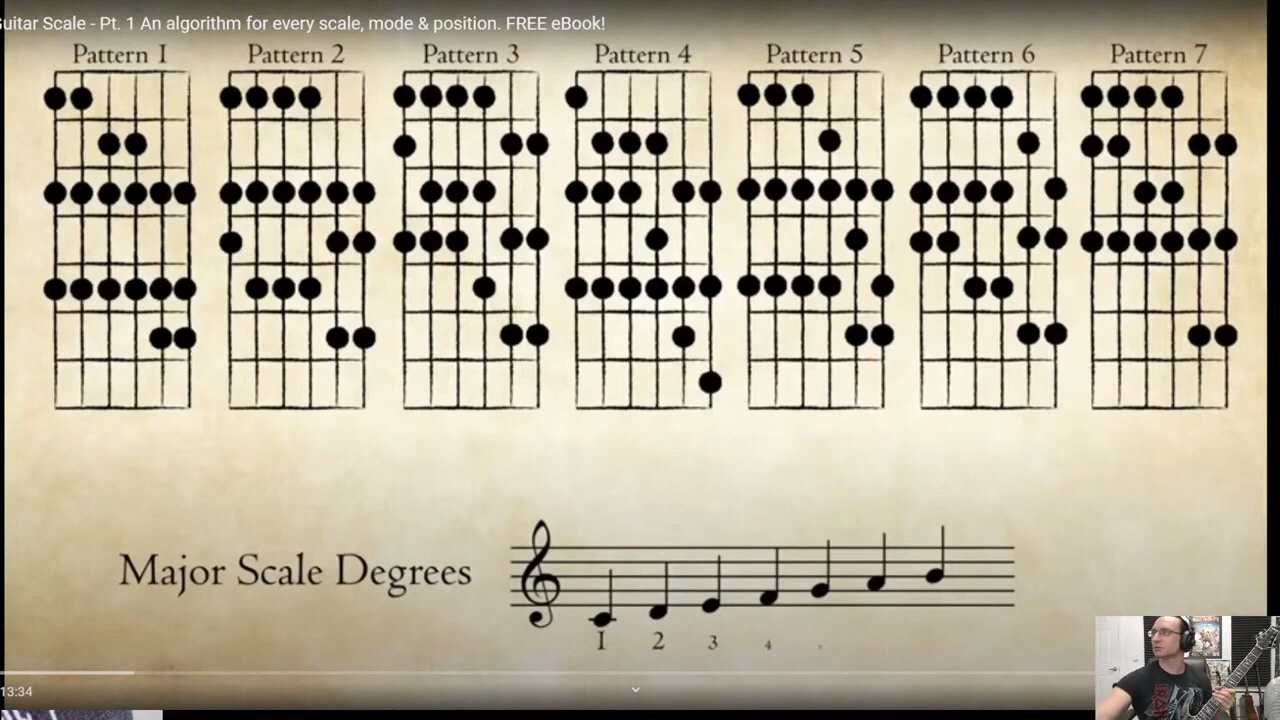 Guitar Scale - Pt. 1 An algorithm for every scale, mode & position. FREE eBook!
Pattern 1 Pattern 2 Pattern 3 Pattern 4 Pattern 5 Pattern 6 Pattern 7
Major Scale Degrees
1 2 3 4
13:34